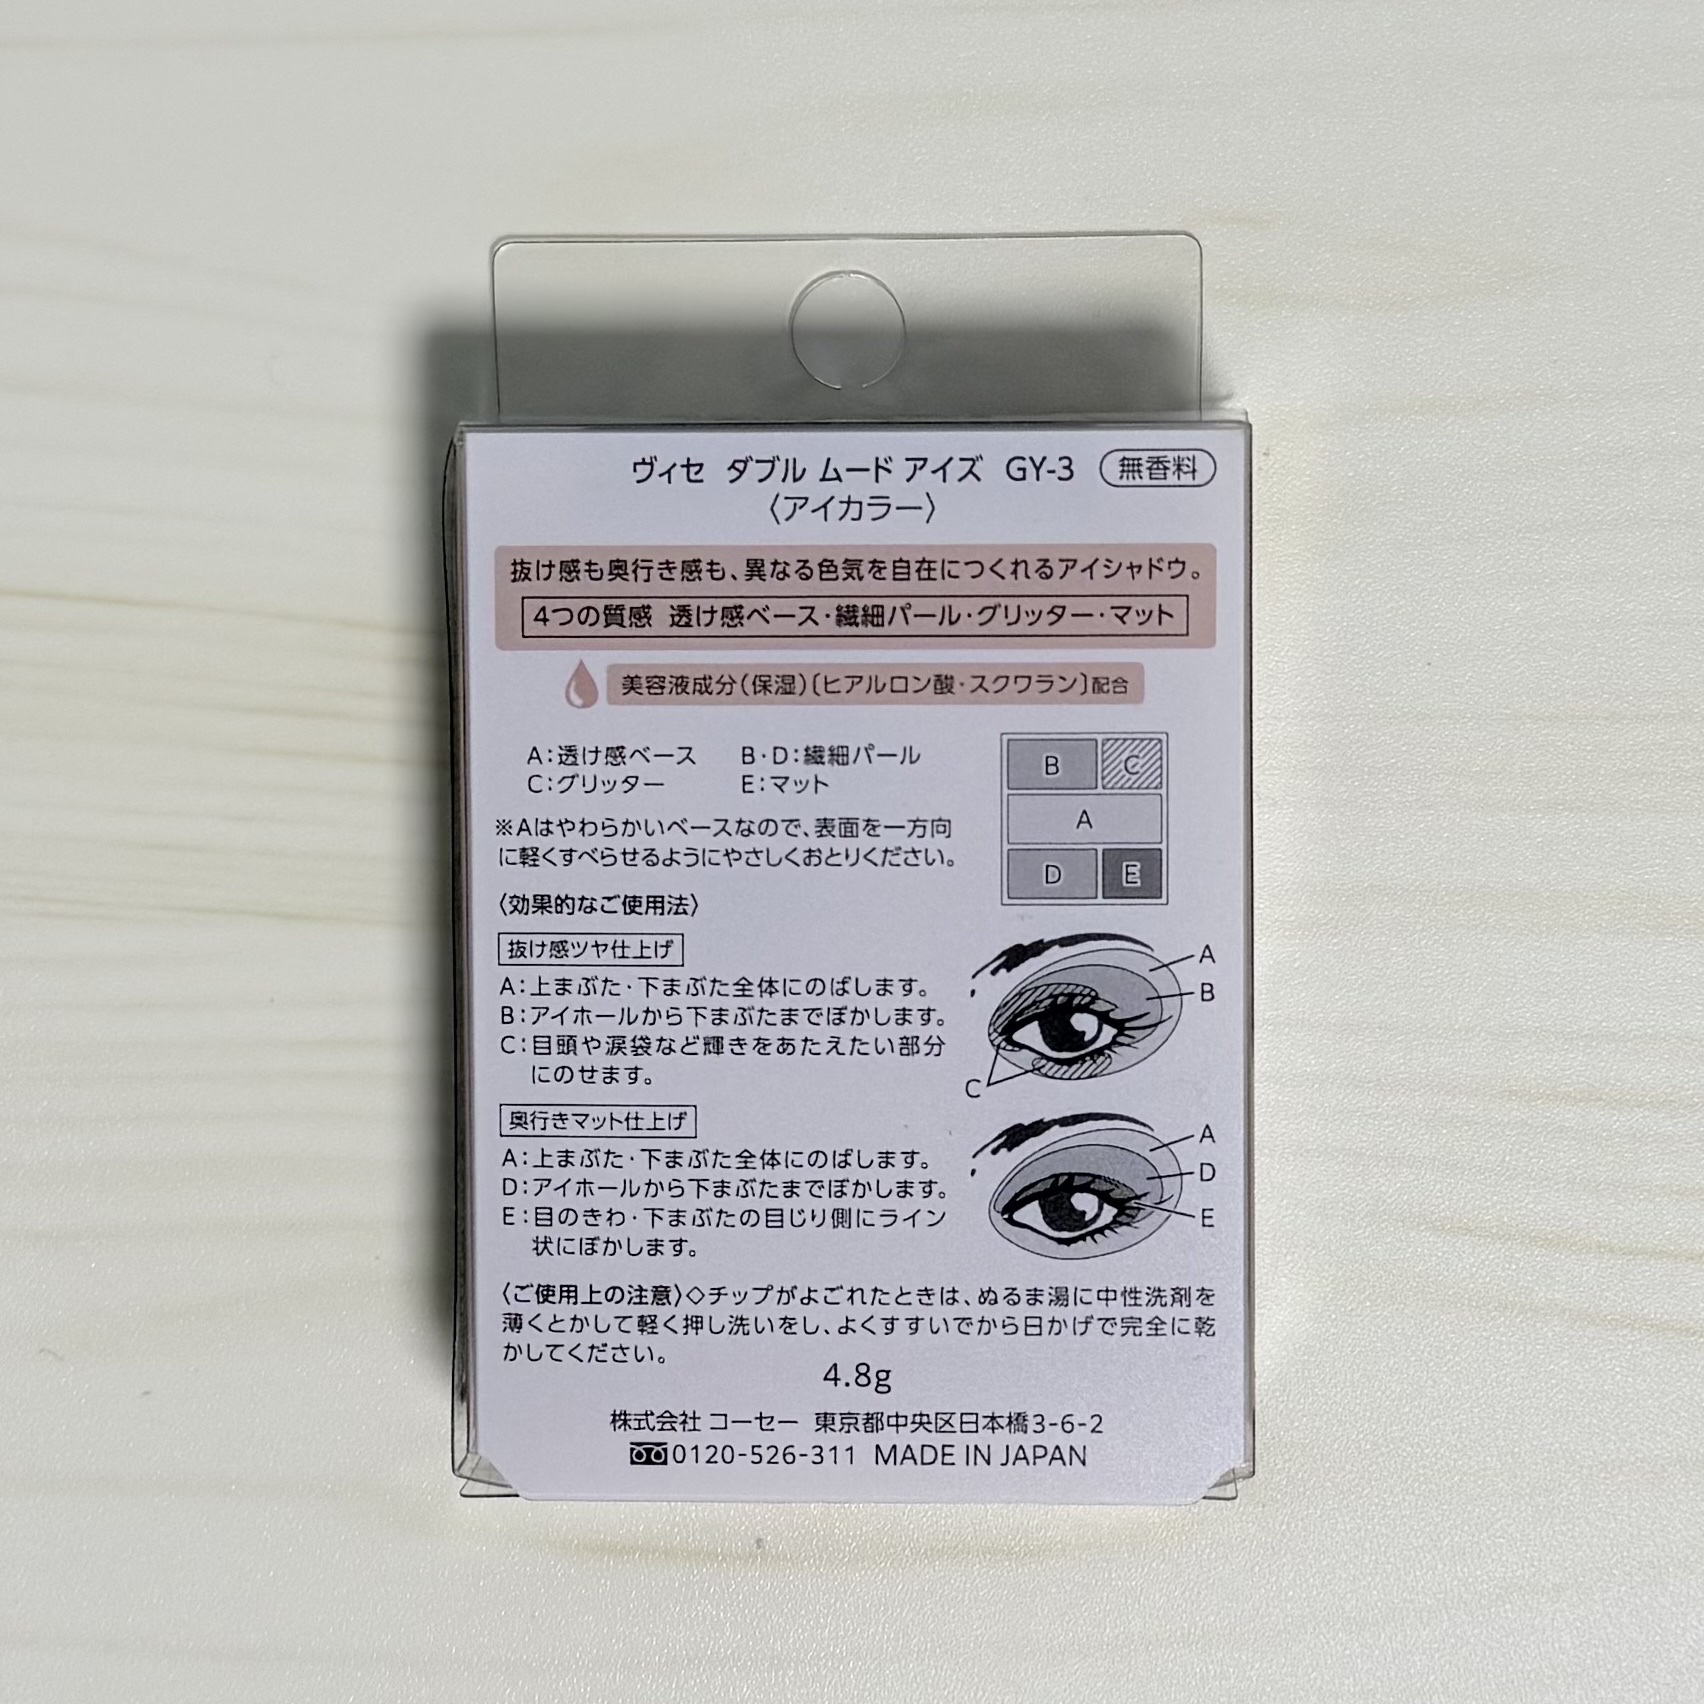 ヴィセ ダブル ムード アイズ GY-3 無香料
〈アイカラー〉
抜け感も奥行き感も、異なる色気を自在につくれるアイシャドウ。
4つの質感 透け感ベース・繊細パール・グリッター・マット
美容液成分(保湿)〔ヒアルロン酸・スクワラン〕配合
A:透け感ベース B・D:繊細パール
C:グリッター E:マット
※Aはやわらかいベースなので、表面を一方向
に軽くすべらせるようにやさしくおとりください。
B C
A
D E
〈効果的なご使用法〉
抜け感ツヤ仕上げ
A:上まぶた・下まぶた全体にのばします。
B:アイホールから下まぶたまでぼかします。
C:目頭や涙袋など輝きをあたえたい部分
にのせます。
A
B
C
奥行きマット仕上げ
A:上まぶた・下まぶた全体にのばします。
D:アイホールから下まぶたまでぼかします。
E:目のきわ・下まぶたの目じり側にライン
状にぼかします。
A
D
E
〈ご使用上の注意〉◇チップがよごれたときは、ぬるま湯に中性洗剤を
薄くとかして軽く押し洗いをし、よくすすいでから日かげで完全に乾
かしてください。
4.8g
株式会社 コーセー 東京都中央区日本橋3-6-2
0120-526-311 MADE IN JAPAN